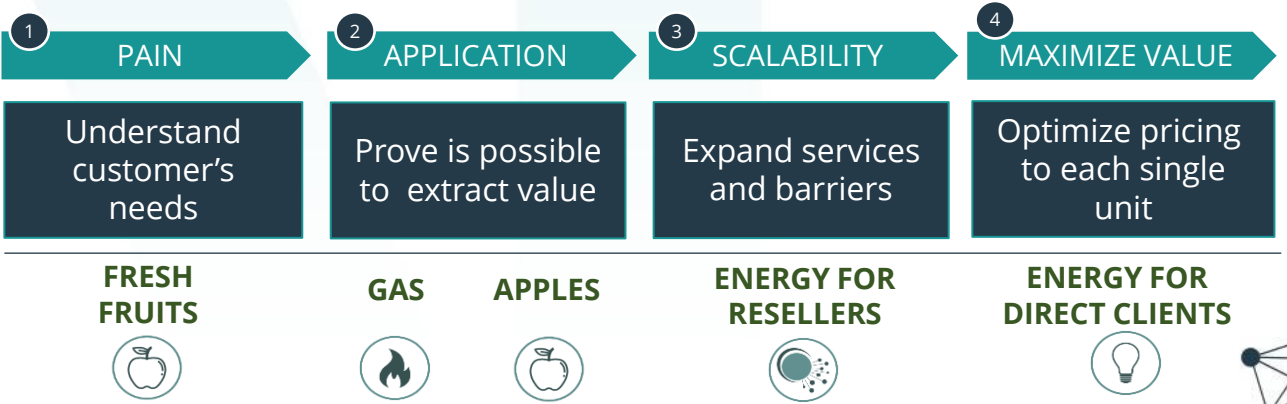 1
PAIN
2
APPLICATION
3
SCALABILITY
4
MAXIMIZE VALUE
Understand
customer’s
needs
Prove is possible
to extract value
Expand services
and barriers
Optimize pricing
to each single
unit
FRESH
FRUITS
GAS
APPLES
ENERGY FOR
RESELLERS
ENERGY FOR
DIRECT CLIENTS